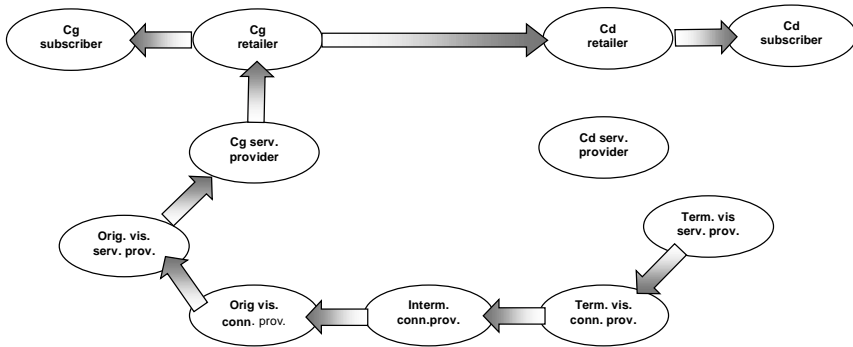 Cg
subscriber
Cg
retailer
Cd
retailer
Cd
subscriber
Cg serv.
provider
Cd serv.
provider
Orig. vis.
serv. prov.
Term. vis
serv. prov.
Orig vis.
conn. prov.
Interm.
conn.prov.
Term. vis.
conn. prov.